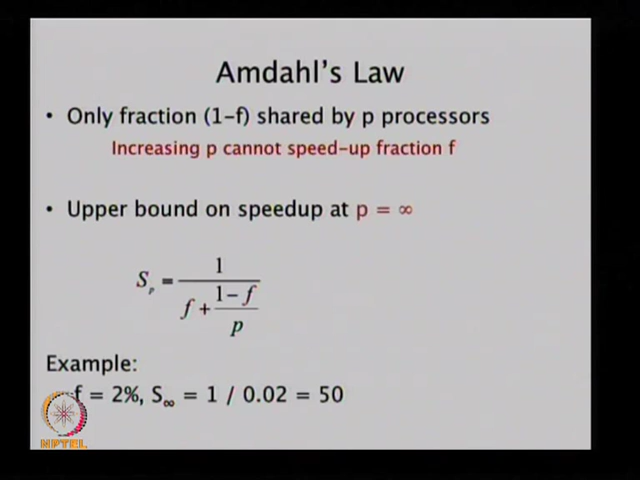 Amdahl's Law
• Only fraction (1-f) shared by p processors
Increasing p cannot speed-up fraction f
• Upper bound on speedup at p = ∞
S_p = 1 / (f + (1 − f) / p)
Example:
f = 2%, S∞ = 1 / 0.02 = 50
NPTEL